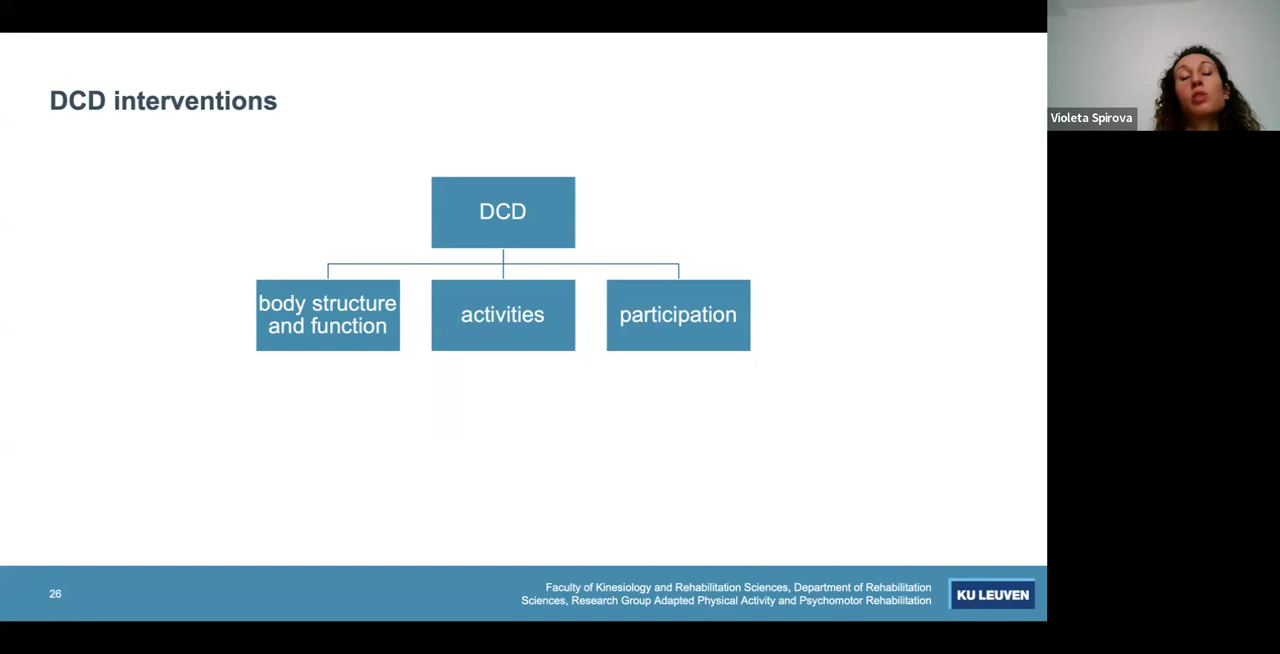 DCD interventions
Violeta Spirova
DCD
body structure
and function
activities
participation
26
Faculty of Kinesiology and Rehabilitation Sciences, Department of Rehabilitation
Sciences, Research Group Adapted Physical Activity and Psychomotor Rehabilitation
KU LEUVEN